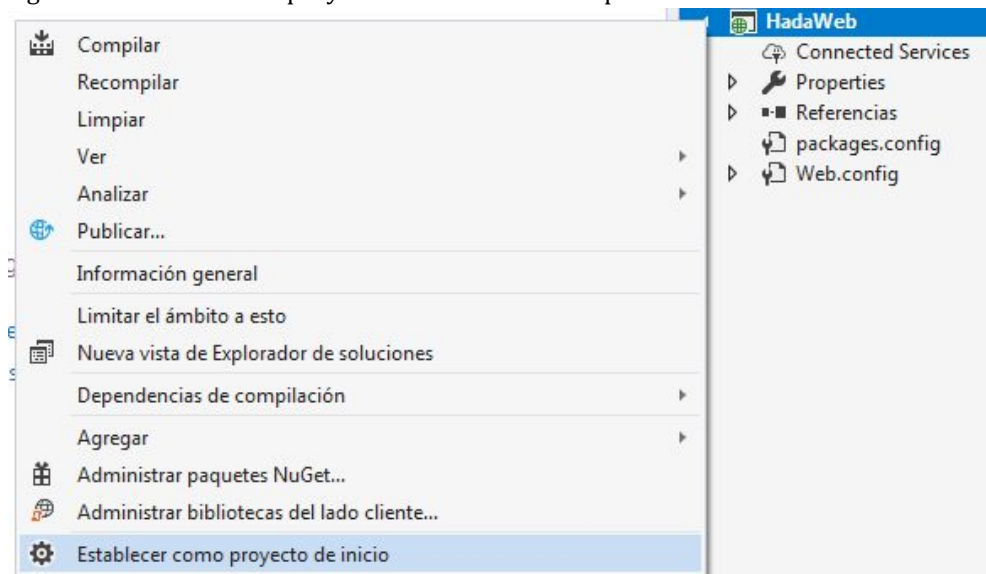 HadaWeb
Connected Services
Properties
Referencias
packages.config
Web.config
Compilar
Recompilar
Limpiar
Ver
Analizar
Publicar...
Información general
Limitar el ámbito a esto
Nueva vista de Explorador de soluciones
Dependencias de compilación
Agregar
Administrar paquetes NuGet...
Administrar bibliotecas del lado cliente...
Establecer como proyecto de inicio